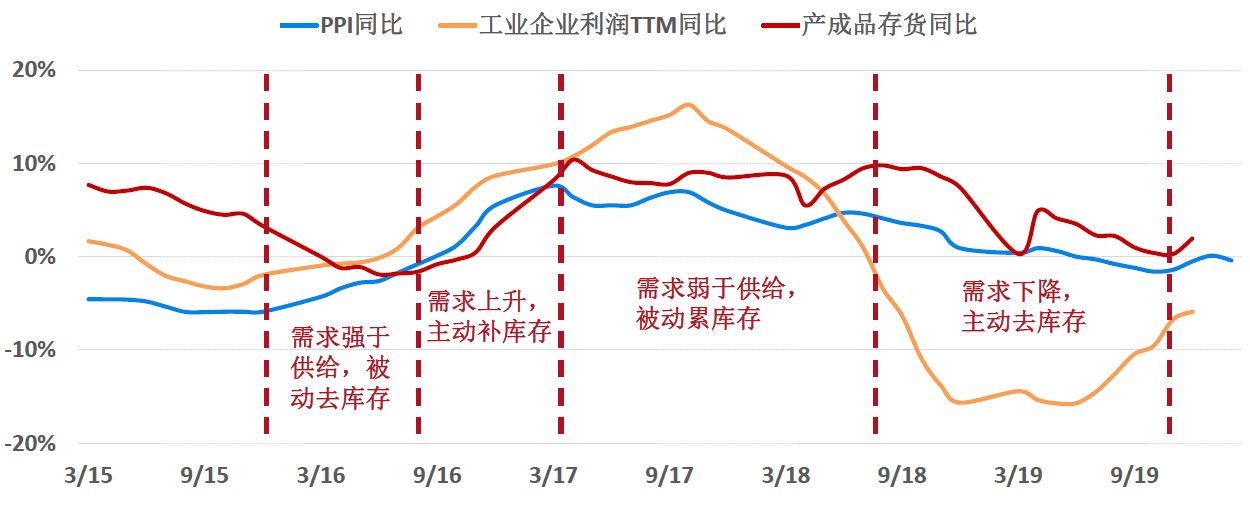 PPI同比 工业企业利润TTM同比 产成品存货同比
20%
10%
0%
-10%
-20%
需求强于
供给，被
动去库存
需求上升，
主动补库存
需求弱于供给，
被动累库存
需求下降，
主动去库存
3/15 9/15 3/16 9/16 3/17 9/17 3/18 9/18 3/19 9/19